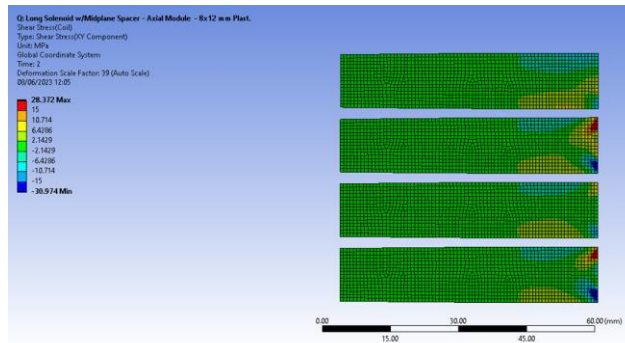 Q: Long Solenoid w/Midplane Spacer - Axial Module - 8x12 mm Plast.
Shear Stress(Coil)
Type: Shear Stress(XY Component)
Unit: MPa
Global Coordinate System
Time: 2
Deformation Scale Factor: 39 (Auto Scale)
08/06/2023 12:05
28.372 Max
15
10.714
6.4286
2.1429
-2.1429
-6.4286
-10.714
-15
-30.974 Min
0.00 30.00 60.00 (mm)
15.00 45.00